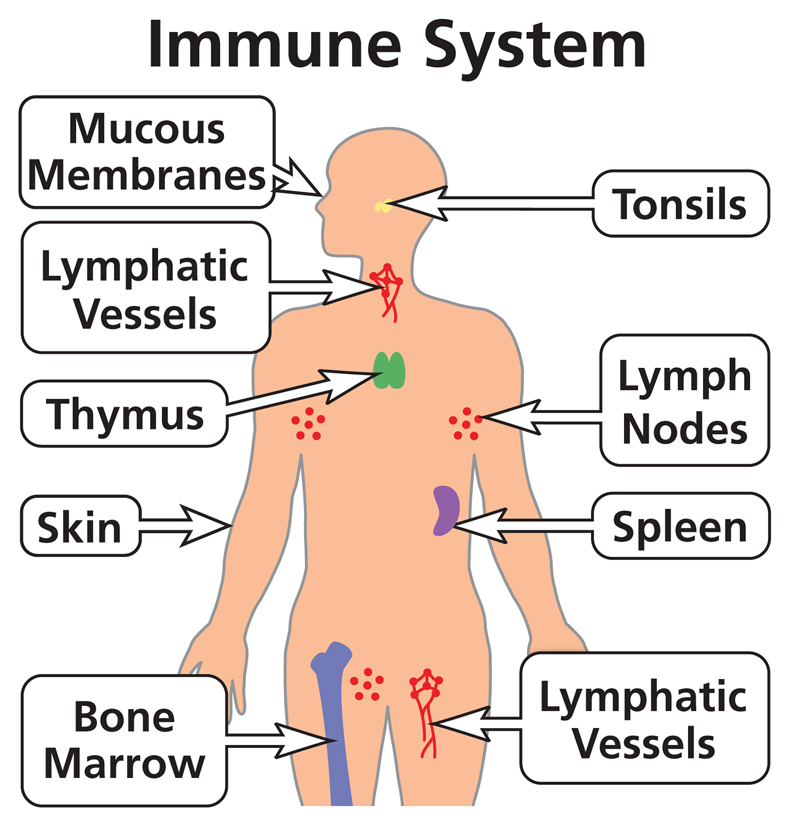 Immune System
Mucous
Membranes
Tonsils
Lymphatic
Vessels
Thymus
Lymph
Nodes
Skin
Spleen
Bone
Marrow
Lymphatic
Vessels